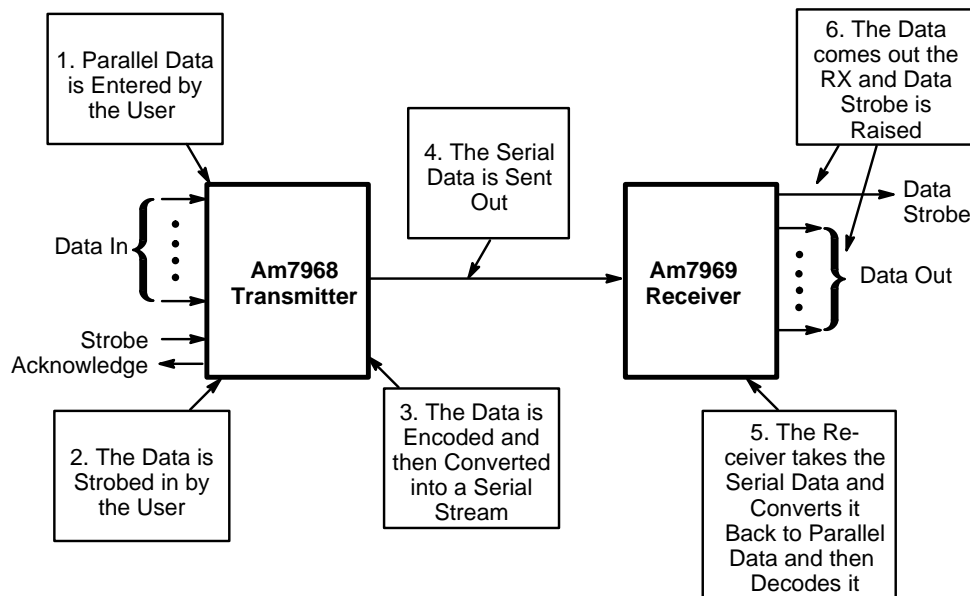 1. Parallel Data
is Entered by
the User
6. The Data
comes out the
RX and Data
Strobe is
Raised
4. The Serial
Data is Sent
Out
Data In
Am7968
Transmitter
Am7969
Receiver
Data
Strobe
Data Out
Strobe
Acknowledge
2. The Data is
Strobed in by
the User
3. The Data is
Encoded and
then Converted
into a Serial
Stream
5. The Re-
ceiver takes the
Serial Data and
Converts it
Back to Parallel
Data and then
Decodes it